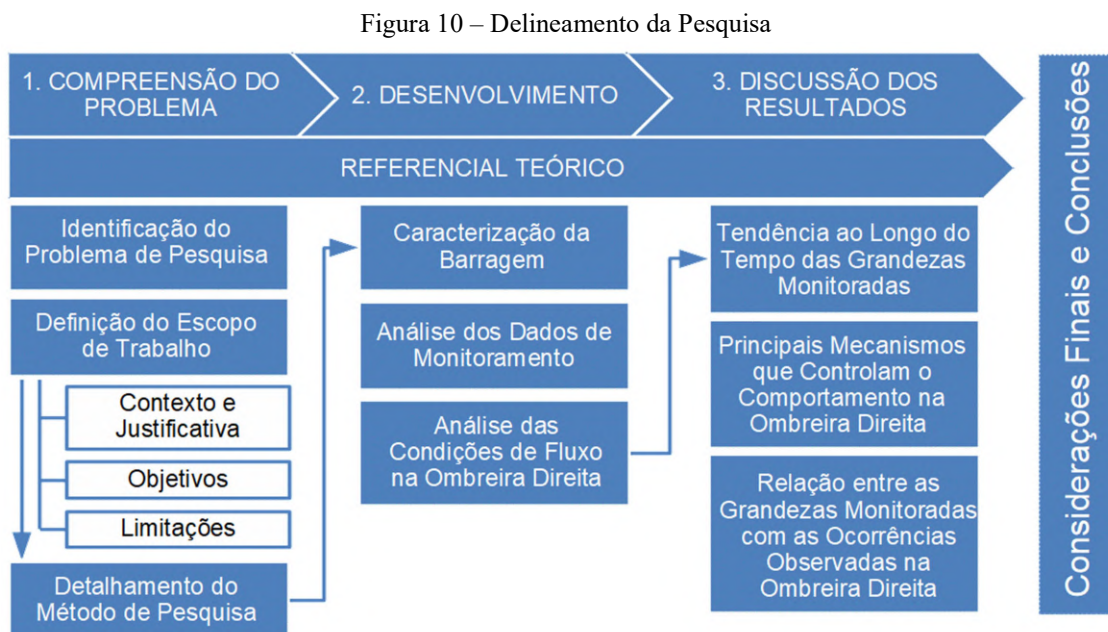 Figura 10 – Delineamento da Pesquisa
1. COMPREENSÃO DO
PROBLEMA
2. DESENVOLVIMENTO
3. DISCUSSÃO DOS
RESULTADOS
REFERENCIAL TEÓRICO
Identificação do
Problema de Pesquisa
Definição do Escopo
de Trabalho
Contexto e
Justificativa
Objetivos
Limitações
Detalhamento do
Método de Pesquisa
Caracterização da
Barragem
Análise dos Dados de
Monitoramento
Análise das
Condições de Fluxo
na Ombreira Direita
Tendência ao Longo do
Tempo das Grandezas
Monitoradas
Principais Mecanismos
que Controlam o
Comportamento na
Ombreira Direita
Relação entre as
Grandezas Monitoradas
com as Ocorrências
Observadas na
Ombreira Direita
Considerações Finais e Conclusões